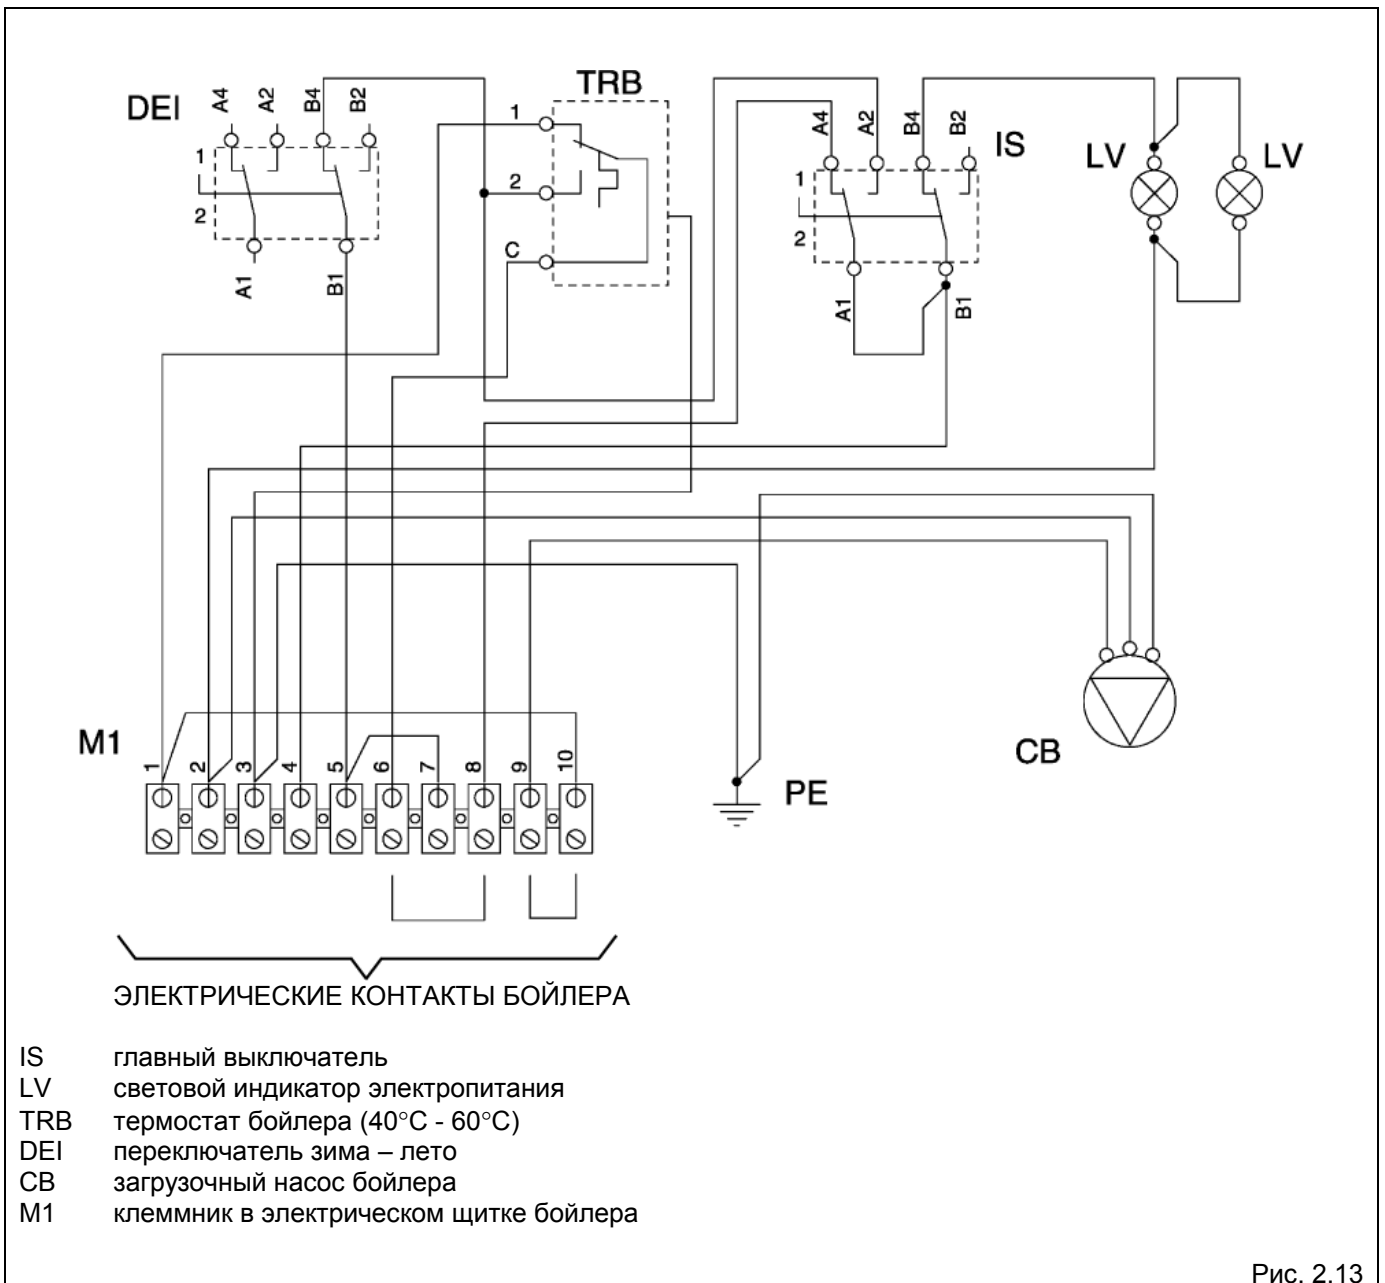 DEI
A4
A2
B4
B2
1
2
A1
B1
TRB
1
2
C
A4
A2
B4
B2
IS
1
2
A1
B1
LV
LV
M1
1
2
3
4
5
6
7
8
9
10
PE
CB
ЭЛЕКТРИЧЕСКИЕ КОНТАКТЫ БОЙЛЕРА
IS главный выключатель
LV световой индикатор электропитания
TRB термостат бойлера (40°C - 60°C)
DEI переключатель зима – лето
CB загрузочный насос бойлера
M1 клеммник в электрическом щитке бойлера
Рис. 2.13